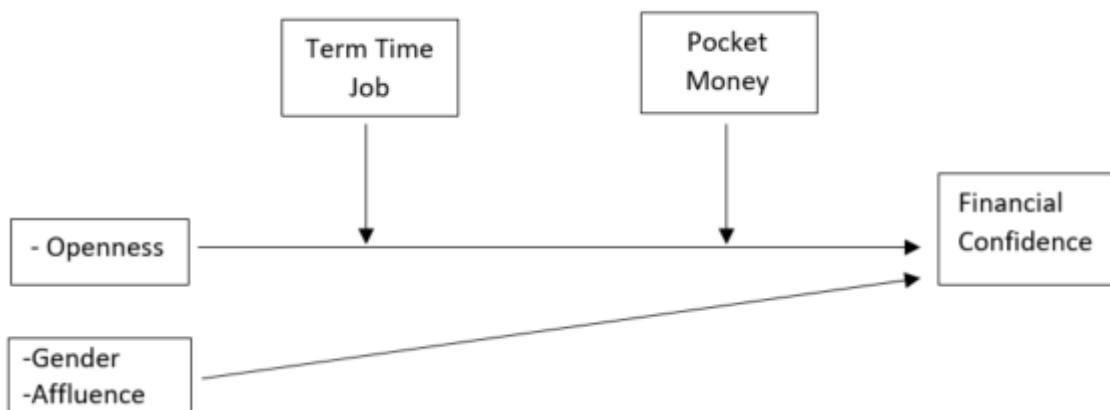 Term Time
Job
Pocket
Money
Financial
Confidence
- Openness
-Gender
-Affluence